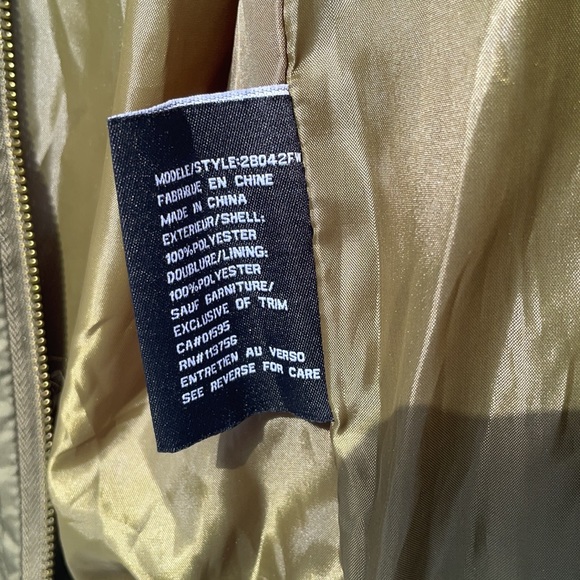 MODELE/STYLE:28042FW
FABRIQUE EN CHINE
MADE IN CHINA
EXTERIEUR/SHELL:
100%POLYESTER
DOUBLURE/LINING:
100%POLYESTER
SAUF GARNITURE/
EXCLUSIVE OF TRIM
CA#01595
RN#113756
ENTRETIEN AU VERSO
SEE REVERSE FOR CARE